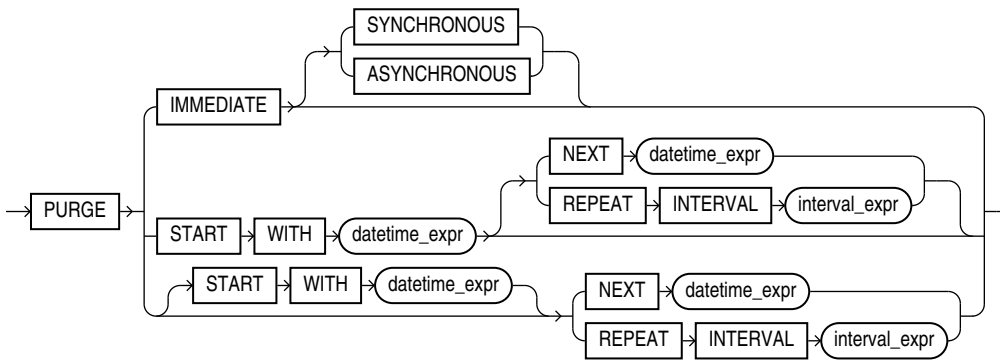 SYNCHRONOUS
ASYNCHRONOUS
IMMEDIATE
NEXT datetime_expr
REPEAT INTERVAL interval_expr
PURGE
START WITH datetime_expr
START WITH datetime_expr
NEXT datetime_expr
REPEAT INTERVAL interval_expr